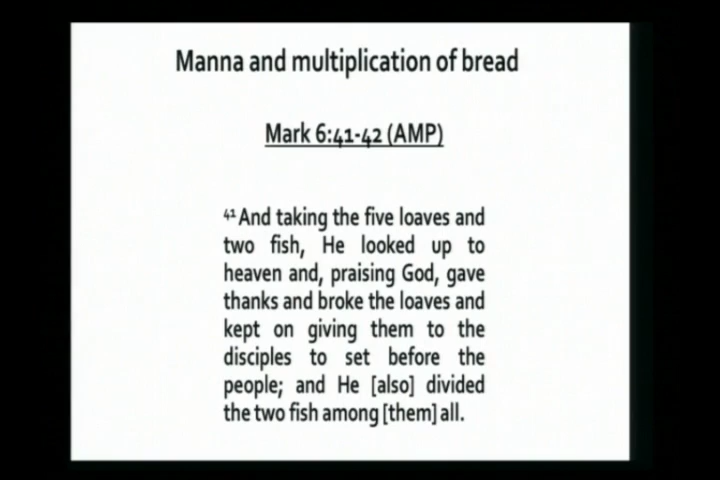 Manna and multiplication of bread
Mark 6:41-42 (AMP)
41 And taking the five loaves and
two fish, He looked up to
heaven and, praising God, gave
thanks and broke the loaves and
kept on giving them to the
disciples to set before the
people; and He [also] divided
the two fish among [them] all.